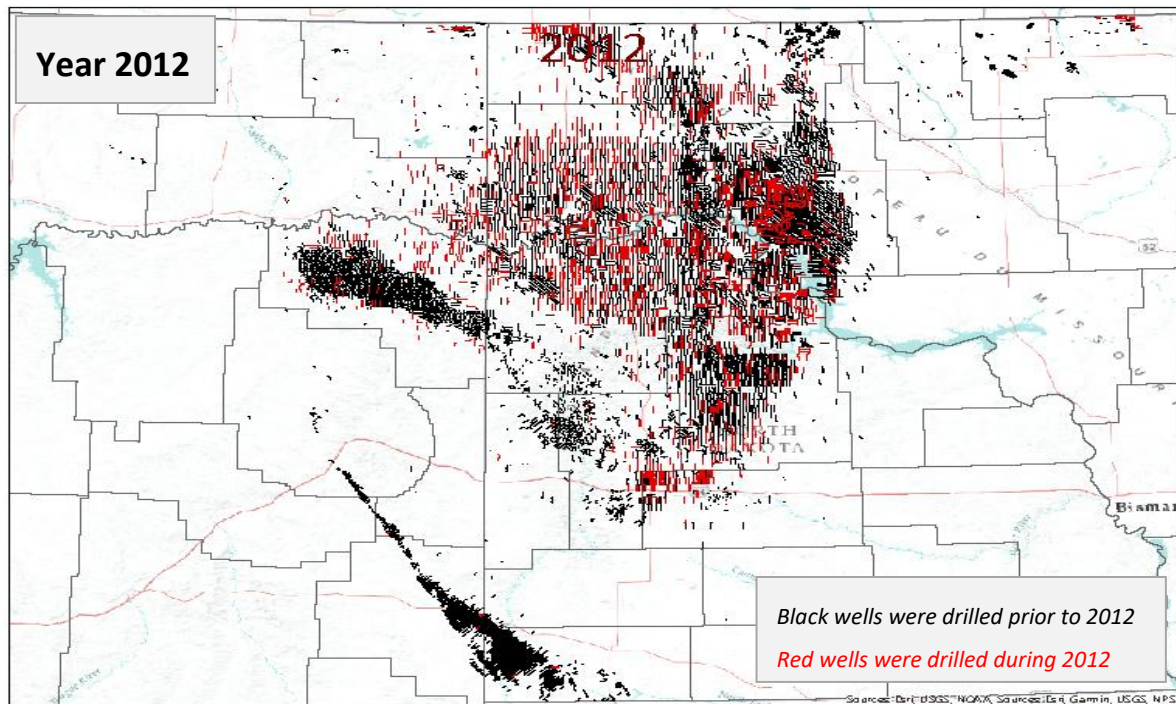 Year 2012
2012
52
Bismar
Black wells were drilled prior to 2012
Red wells were drilled during 2012
Sources: Esri, USGS, NOAA, Sources: Esri, Garmin, USGS, NPS